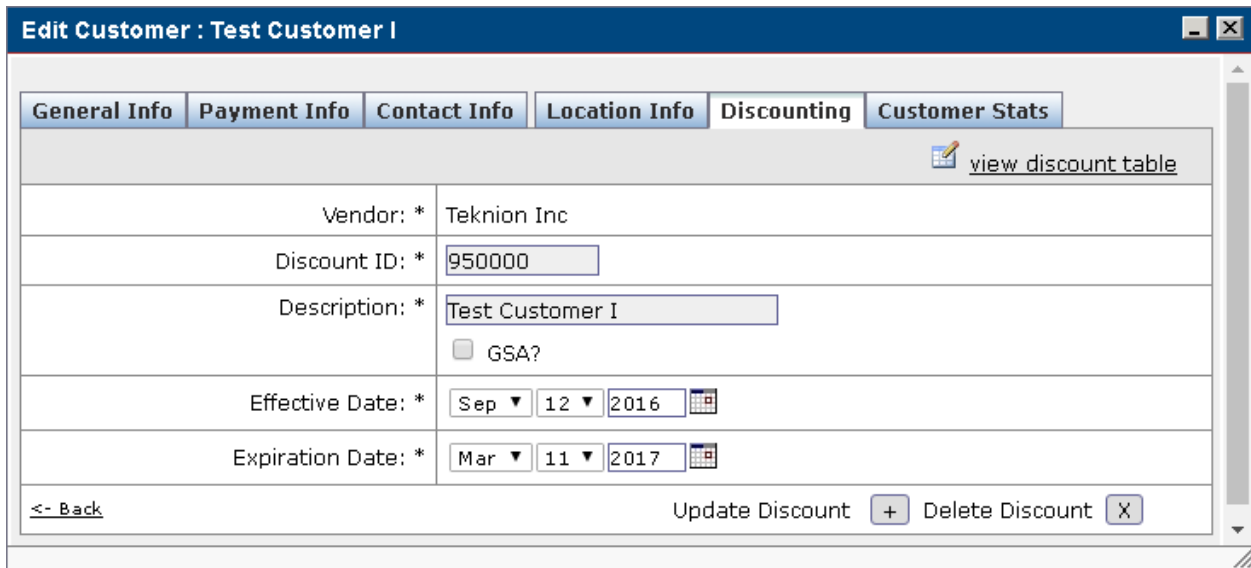 Edit Customer : Test Customer I
General Info Payment Info Contact Info Location Info Discounting Customer Stats
view discount table
Vendor: * Teknion Inc
Discount ID: * 950000
Description: * Test Customer I
GSA?
Effective Date: * Sep 12 2016
Expiration Date: * Mar 11 2017
<- Back Update Discount + Delete Discount X